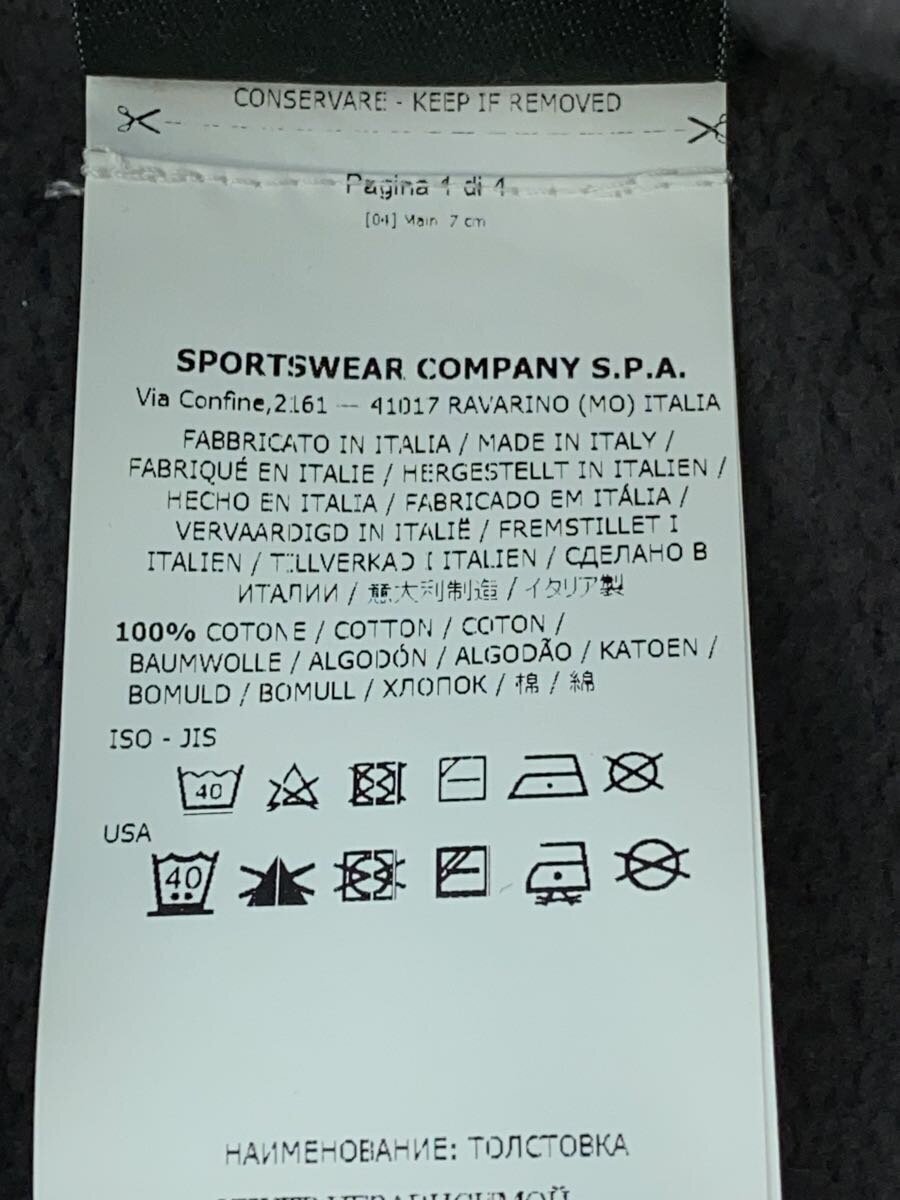 CONSERVARE - KEEP IF REMOVED
Pagina 1 di 4
[04] Main 7 cm
SPORTSWEAR COMPANY S.P.A.
Via Confine,2161 — 41017 RAVARINO (MO) ITALIA
FABBRICATO IN ITALIA / MADE IN ITALY /
FABRIQUÉ EN ITALIE / HERGESTELLT IN ITALIEN /
HECHO EN ITALIA / FABRICADO EM ITÁLIA /
VERVAARDIGD IN ITALIË / FREMSTILLET I
ITALIEN / TILLVERKAD I ITALIEN / СДЕЛАНО В
ИТАЛИИ / 意大利制造 / イタリア製
100% COTONE / COTTON / COTON /
BAUMWOLLE / ALGODÓN / ALGODÃO / KATOEN /
BOMULD / BOMULL / ХЛОПОК / 棉 / 綿
ISO - JIS
40
USA
40
НАИМЕНОВАНИЕ: ТОЛСТОВКА